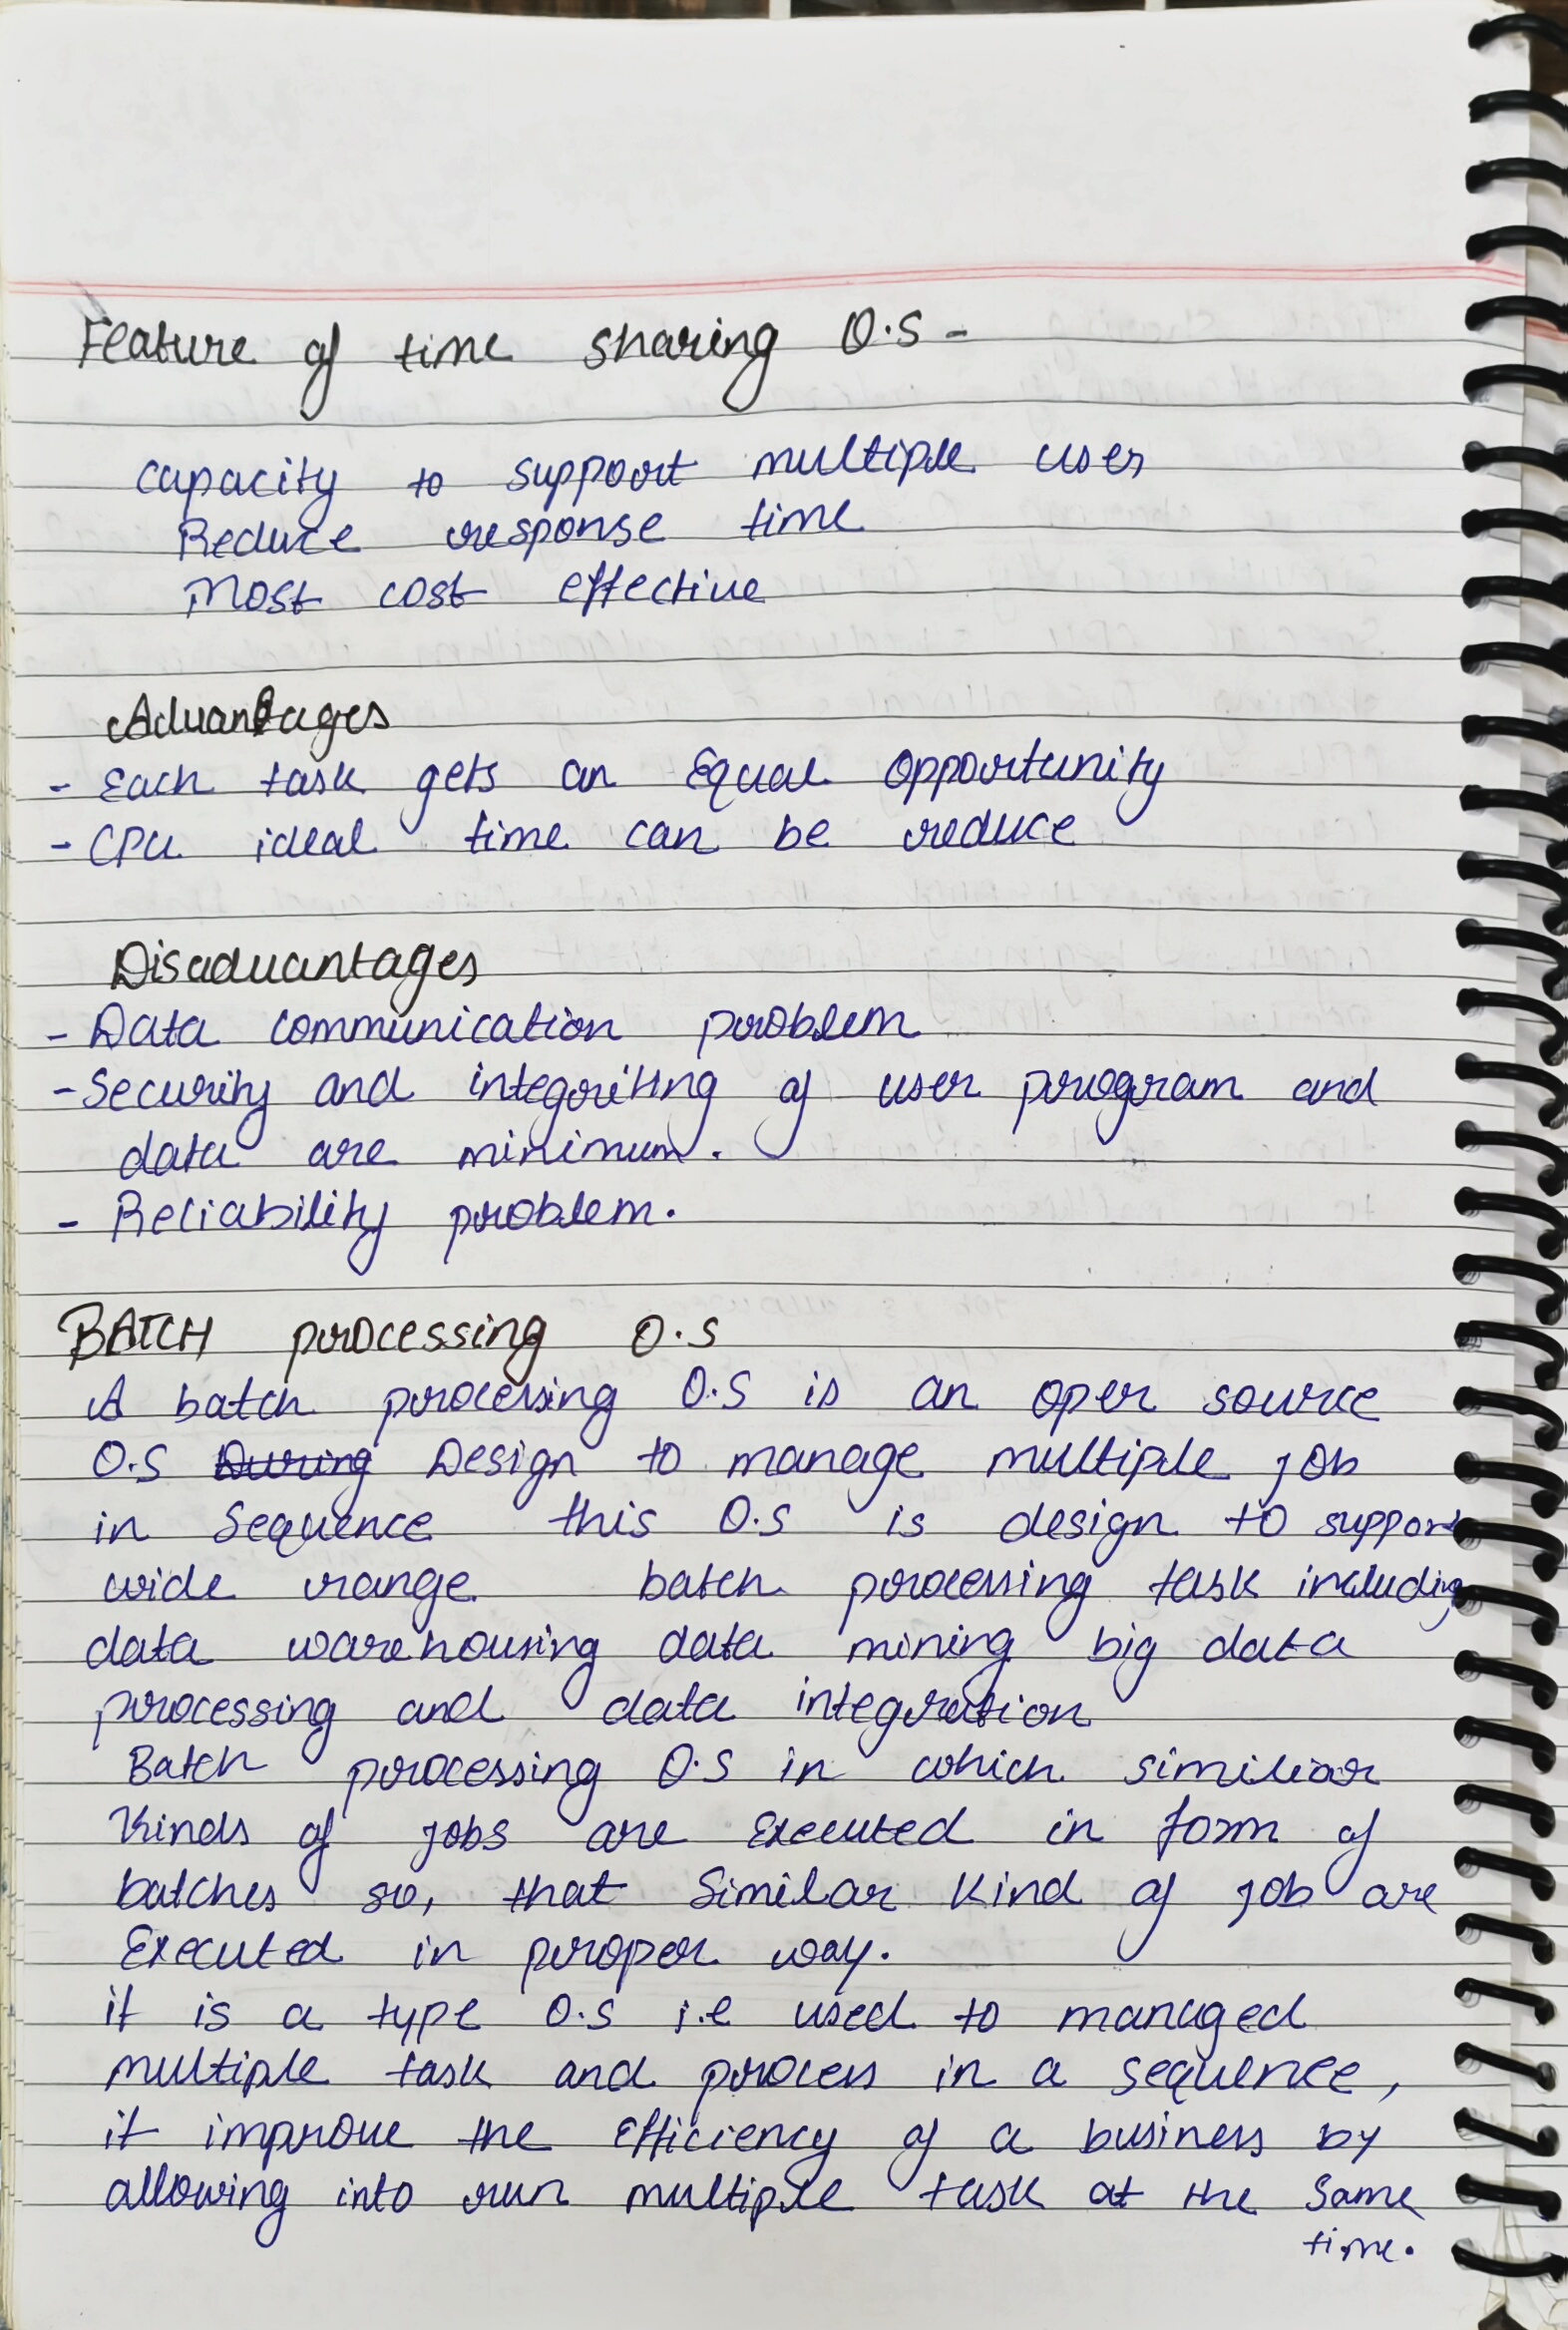 Feature of time sharing O.S -
capacity to support multiple user
Reduce response time
Most cost effective
Advantages
- Each task gets an Equal opportunity
- CPU ideal time can be reduce
Disadvantages
- Data communication problem
- Security and integriting of user program and
data are minimum.
- Reliability problem.
BATCH processing O.S
A batch processing O.S is an oper source
O.S During Design to manage multiple job
in Sequence this O.S is design to support
wide range batch processing task including
data warehousing data mining big data
processing and data integration
Batch processing O.S in which similiar
Kinds of jobs are Executed in form of
batches so, that Similar Kind of job are
Executed in proper way.
it is a type O.S i.e used to managed
multiple task and process in a sequence,
it improve the Efficiency of a business by
allowing into run multiple task at the same
time.